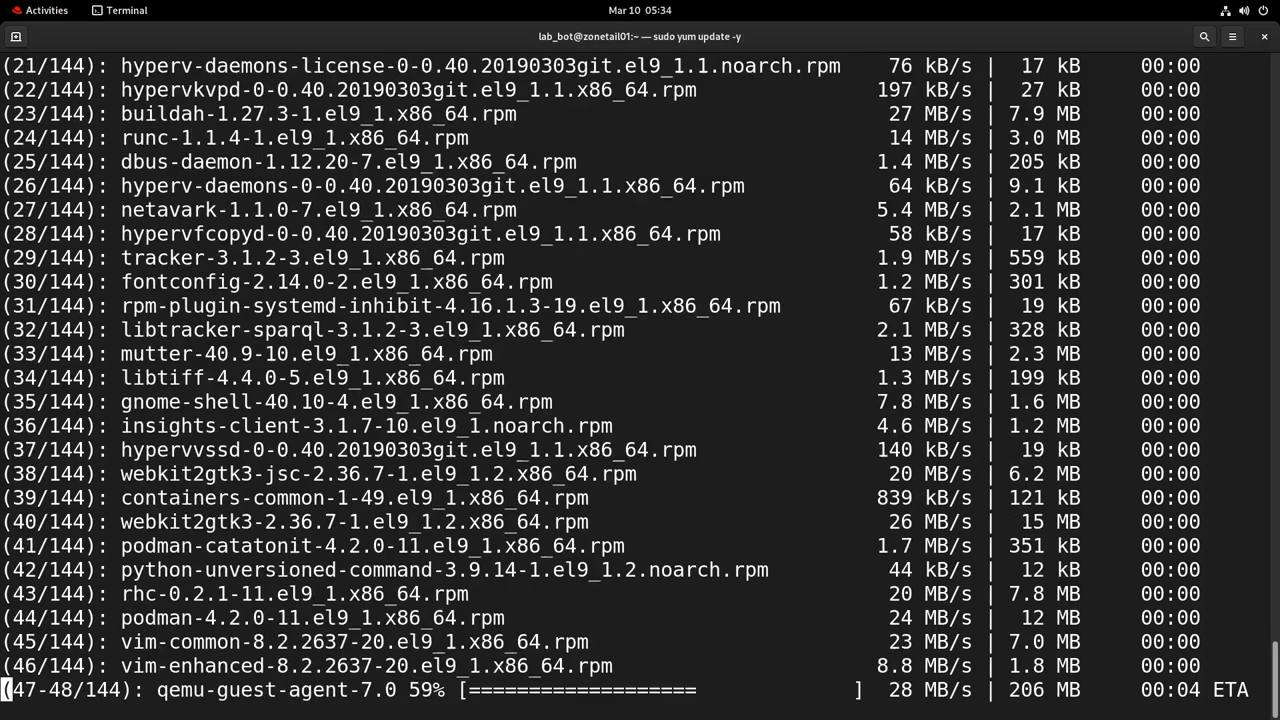 Activities Terminal Mar 10 05:34
lab_bot@zonetail01:~ — sudo yum update -y
(21/144): hyperv-daemons-license-0-0.40.20190303git.el9_1.1.noarch.rpm 76 kB/s | 17 kB 00:00
(22/144): hypervkvpd-0-0.40.20190303git.el9_1.1.x86_64.rpm 197 kB/s | 27 kB 00:00
(23/144): buildah-1.27.3-1.el9_1.x86_64.rpm 27 MB/s | 7.9 MB 00:00
(24/144): runc-1.1.4-1.el9_1.x86_64.rpm 14 MB/s | 3.0 MB 00:00
(25/144): dbus-daemon-1.12.20-7.el9_1.x86_64.rpm 1.4 MB/s | 205 kB 00:00
(26/144): hyperv-daemons-0-0.40.20190303git.el9_1.1.x86_64.rpm 64 kB/s | 9.1 kB 00:00
(27/144): netavark-1.1.0-7.el9_1.x86_64.rpm 5.4 MB/s | 2.1 MB 00:00
(28/144): hypervfcopyd-0-0.40.20190303git.el9_1.1.x86_64.rpm 58 kB/s | 17 kB 00:00
(29/144): tracker-3.1.2-3.el9_1.x86_64.rpm 1.9 MB/s | 559 kB 00:00
(30/144): fontconfig-2.14.0-2.el9_1.x86_64.rpm 1.2 MB/s | 301 kB 00:00
(31/144): rpm-plugin-systemd-inhibit-4.16.1.3-19.el9_1.x86_64.rpm 67 kB/s | 19 kB 00:00
(32/144): libtracker-sparql-3.1.2-3.el9_1.x86_64.rpm 2.1 MB/s | 328 kB 00:00
(33/144): mutter-40.9-10.el9_1.x86_64.rpm 13 MB/s | 2.3 MB 00:00
(34/144): libtiff-4.4.0-5.el9_1.x86_64.rpm 1.3 MB/s | 199 kB 00:00
(35/144): gnome-shell-40.10-4.el9_1.x86_64.rpm 7.8 MB/s | 1.6 MB 00:00
(36/144): insights-client-3.1.7-10.el9_1.noarch.rpm 4.6 MB/s | 1.2 MB 00:00
(37/144): hypervvssd-0-0.40.20190303git.el9_1.1.x86_64.rpm 140 kB/s | 19 kB 00:00
(38/144): webkit2gtk3-jsc-2.36.7-1.el9_1.2.x86_64.rpm 20 MB/s | 6.2 MB 00:00
(39/144): containers-common-1-49.el9_1.x86_64.rpm 839 kB/s | 121 kB 00:00
(40/144): webkit2gtk3-2.36.7-1.el9_1.2.x86_64.rpm 26 MB/s | 15 MB 00:00
(41/144): podman-catatonit-4.2.0-11.el9_1.x86_64.rpm 1.7 MB/s | 351 kB 00:00
(42/144): python-unversioned-command-3.9.14-1.el9_1.2.noarch.rpm 44 kB/s | 12 kB 00:00
(43/144): rhc-0.2.1-11.el9_1.x86_64.rpm 20 MB/s | 7.8 MB 00:00
(44/144): podman-4.2.0-11.el9_1.x86_64.rpm 24 MB/s | 12 MB 00:00
(45/144): vim-common-8.2.2637-20.el9_1.x86_64.rpm 23 MB/s | 7.0 MB 00:00
(46/144): vim-enhanced-8.2.2637-20.el9_1.x86_64.rpm 8.8 MB/s | 1.8 MB 00:00
(47-48/144): qemu-guest-agent-7.0 59% [=================== ] 28 MB/s | 206 MB 00:04 ETA